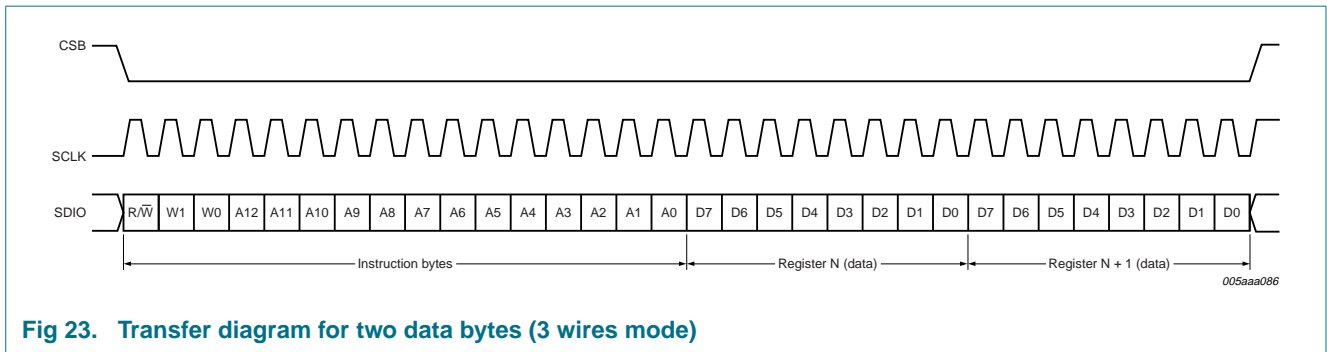 CSB
SCLK
SDIO R/W̅ W1 W0 A12 A11 A10 A9 A8 A7 A6 A5 A4 A3 A2 A1 A0 D7 D6 D5 D4 D3 D2 D1 D0 D7 D6 D5 D4 D3 D2 D1 D0
Instruction bytes Register N (data) Register N + 1 (data)
005aaa086
Fig 23. Transfer diagram for two data bytes (3 wires mode)